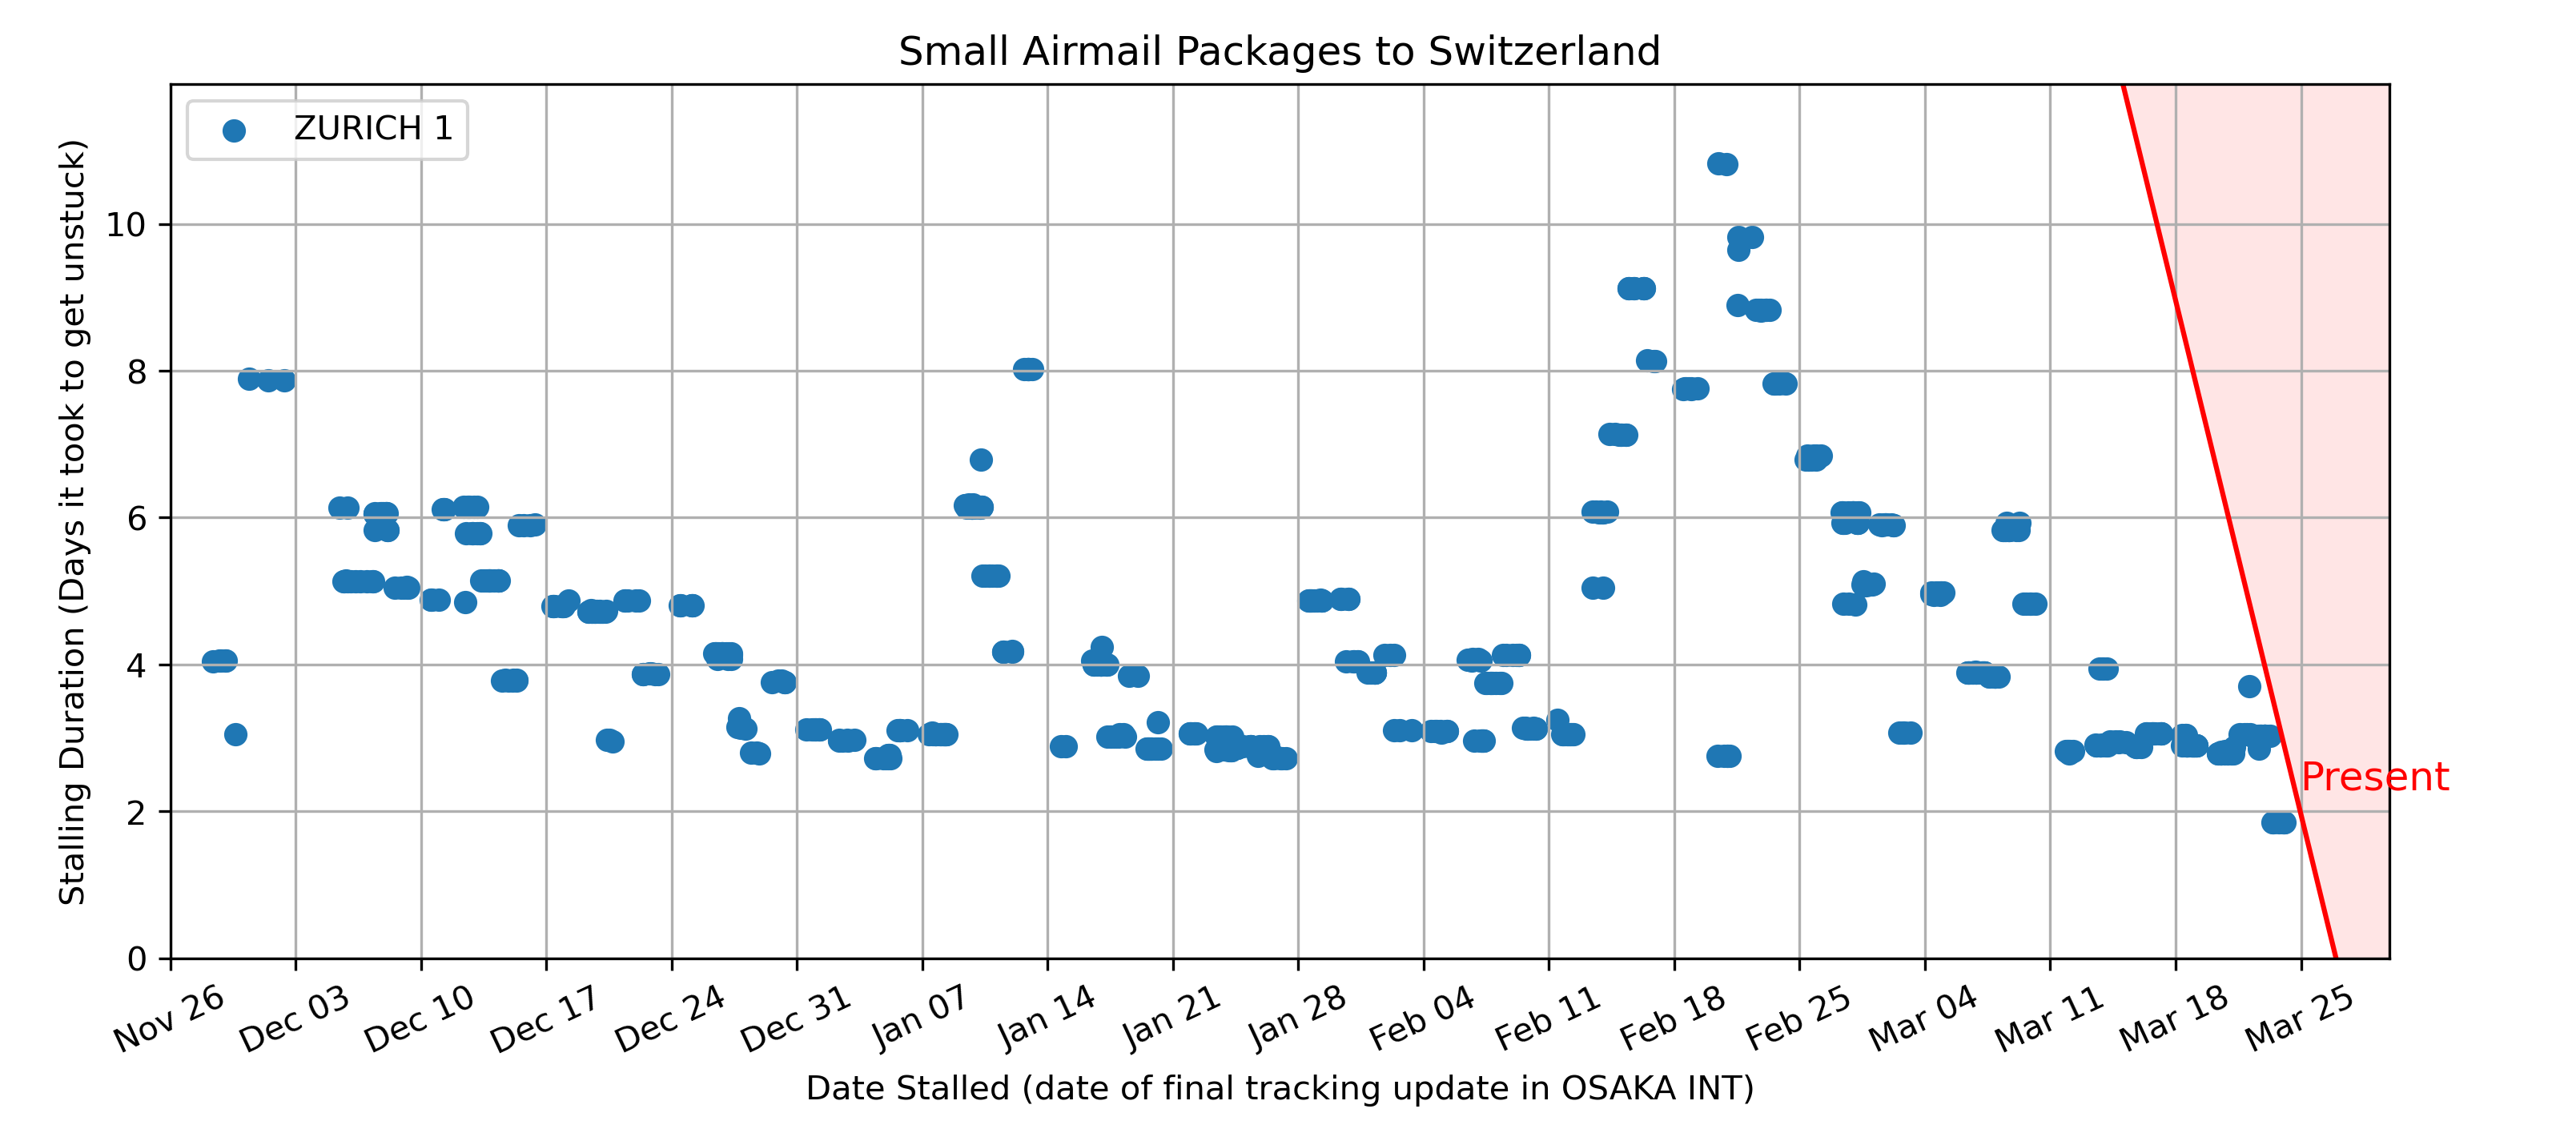 Small Airmail Packages to Switzerland
ZURICH 1
Stalling Duration (Days it took to get unstuck)
10
8
6
4
2
0
Present
Nov 26
Dec 03
Dec 10
Dec 17
Dec 24
Dec 31
Jan 07
Jan 14
Jan 21
Jan 28
Feb 04
Feb 11
Feb 18
Feb 25
Mar 04
Mar 11
Mar 18
Mar 25
Date Stalled (date of final tracking update in OSAKA INT)